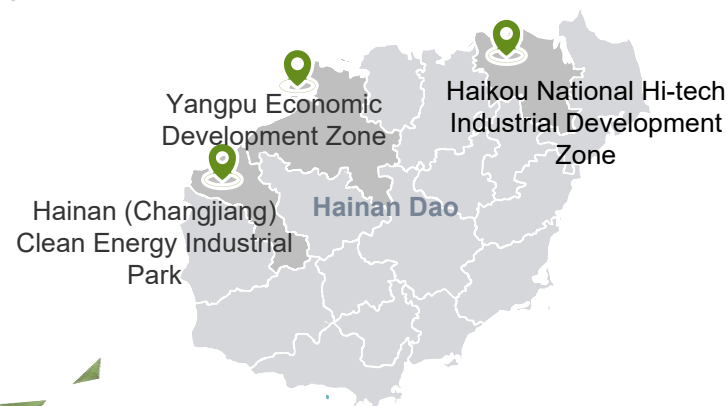 Haikou National Hi-tech
Industrial Development
Zone
Yangpu Economic
Development Zone
Hainan (Changjiang)
Clean Energy Industrial
Park
Hainan Dao